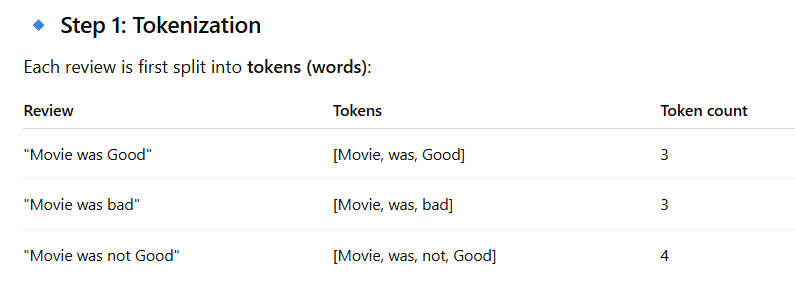 Step 1: Tokenization
Each review is first split into tokens (words):
Review Tokens Token count
"Movie was Good" [Movie, was, Good] 3
"Movie was bad" [Movie, was, bad] 3
"Movie was not Good" [Movie, was, not, Good] 4